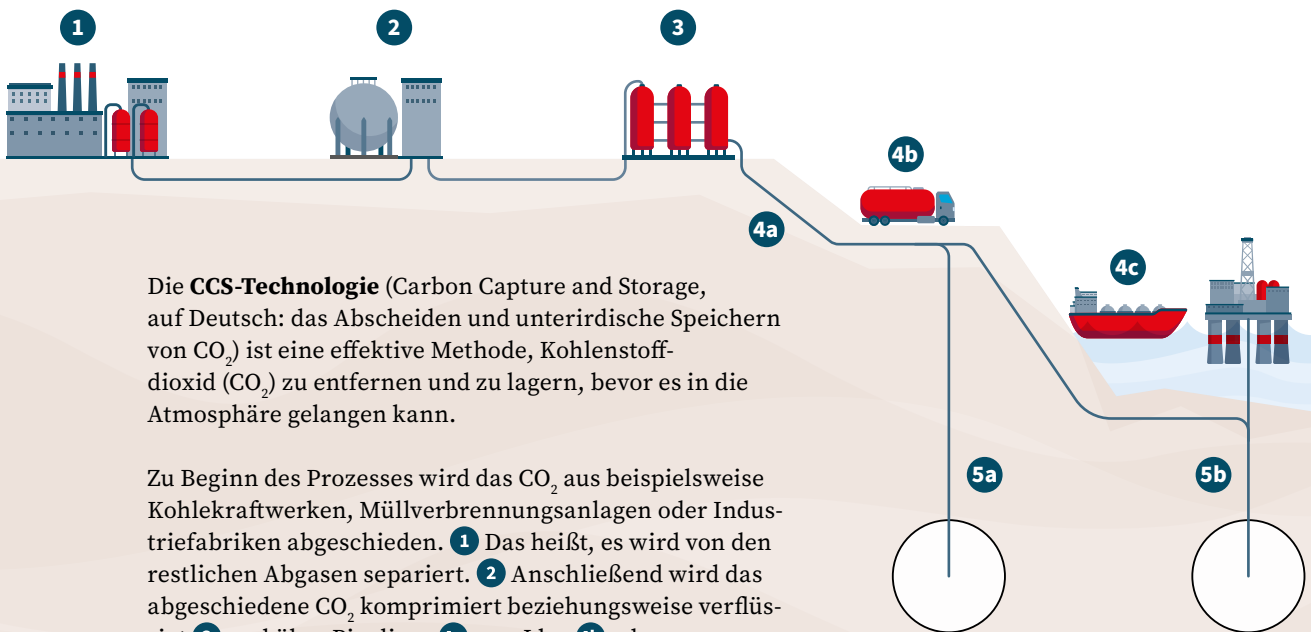 1
2
3
4b
4a
4c
Die CCS-Technologie (Carbon Capture and Storage,
auf Deutsch: das Abscheiden und unterirdische Speichern
von CO₂) ist eine effektive Methode, Kohlenstoff-
dioxid (CO₂) zu entfernen und zu lagern, bevor es in die
Atmosphäre gelangen kann.
Zu Beginn des Prozesses wird das CO₂ aus beispielsweise
Kohlekraftwerken, Müllverbrennungsanlagen oder Indus-
triefabriken abgeschieden. 1 Das heißt, es wird von den
restlichen Abgasen separiert. 2 Anschließend wird das
abgeschiedene CO₂ komprimiert beziehungsweise verflüs-
5a
5b